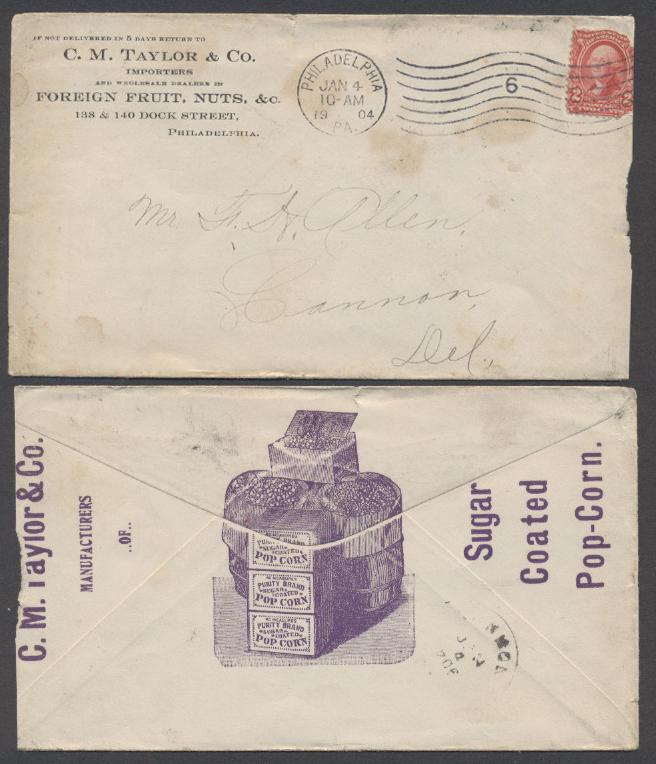 IF NOT DELIVERED IN 5 DAYS RETURN TO
C. M. TAYLOR & CO.
IMPORTERS
AND WHOLESALE DEALERS IN
FOREIGN FRUIT, NUTS, &c.
138 & 140 DOCK STREET,
PHILADELPHIA.
PHILADELPHIA
JAN 4
10-AM
19 04
PA.
6
2 2
Mr. F. A. Allen,
Cannon,
Del.,
C. M. Taylor & Co.
MANUFACTURERS
..OF..
Sugar
Coated
Pop-Corn.
PURITY BRAND
SUGAR COATED
POP CORN
PURITY BRAND
SUGAR COATED
POP CORN
PURITY BRAND
SUGAR COATED
POP CORN
JAN